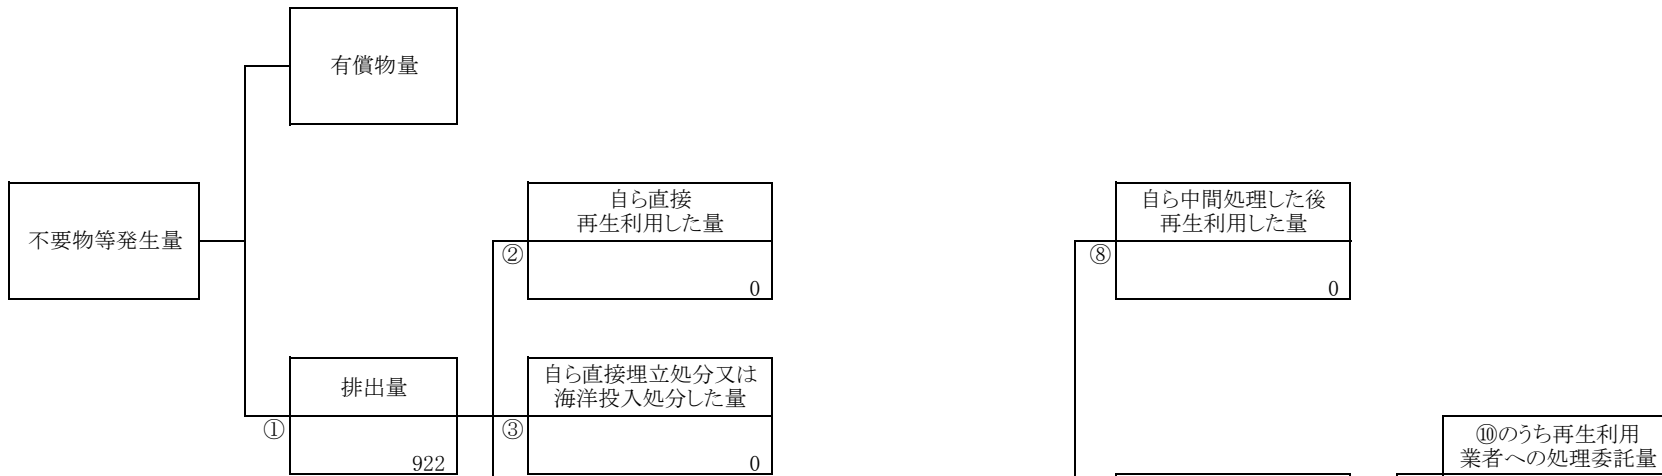 有償物量
不要物等発生量
自ら直接
再生利用した量
②
0
自ら中間処理した後
再生利用した量
⑧
0
排出量
①
922
自ら直接埋立処分又は
海洋投入処分した量
③
0
⑩のうち再生利用
業者への処理委託量